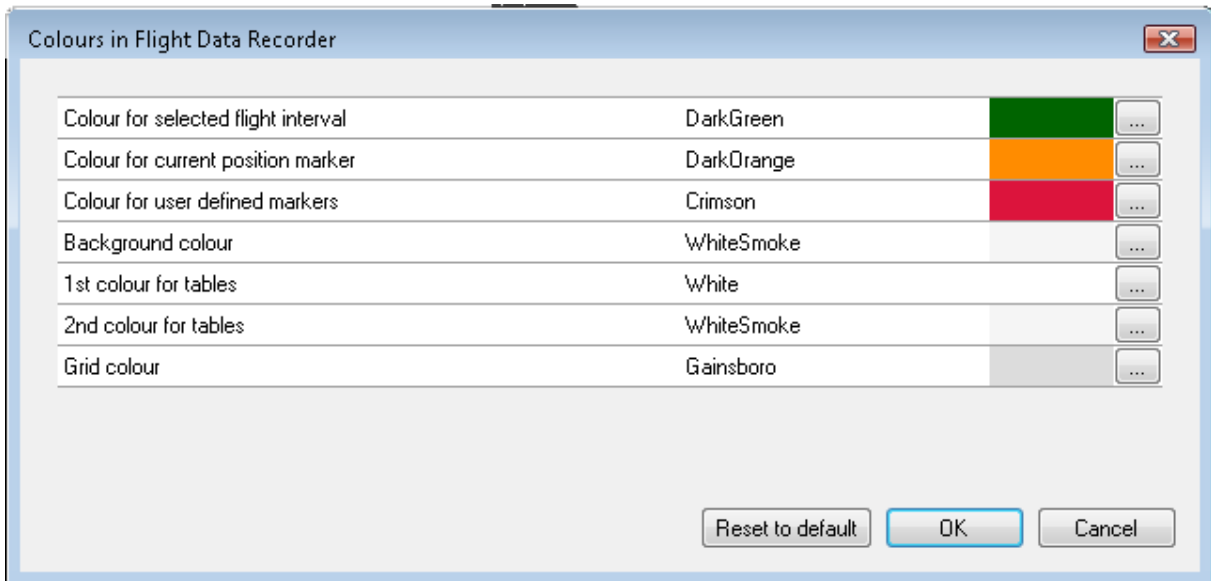 Colours in Flight Data Recorder
Colour for selected flight interval DarkGreen ...
Colour for current position marker DarkOrange ...
Colour for user defined markers Crimson ...
Background colour WhiteSmoke ...
1st colour for tables White ...
2nd colour for tables WhiteSmoke ...
Grid colour Gainsboro ...
Reset to default OK Cancel